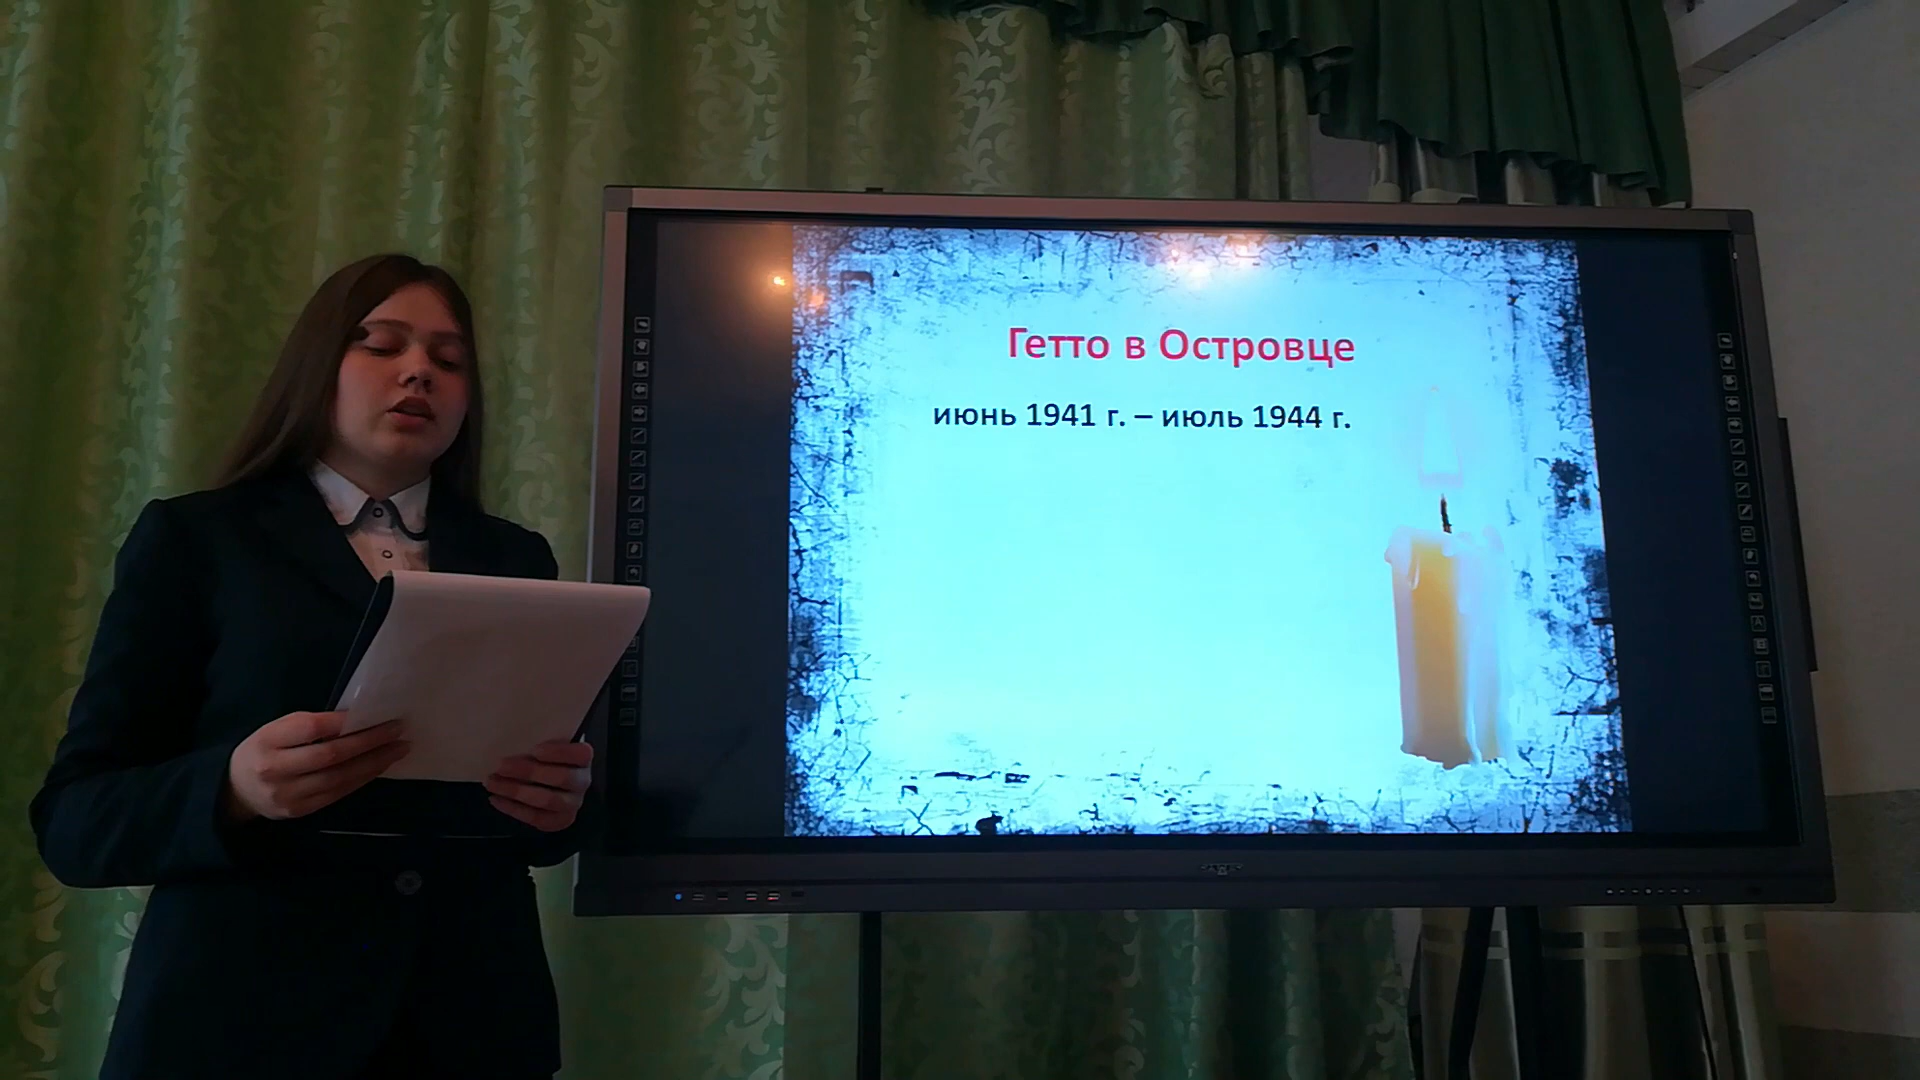 Гетто в Островце
июнь 1941 г. – июль 1944 г.